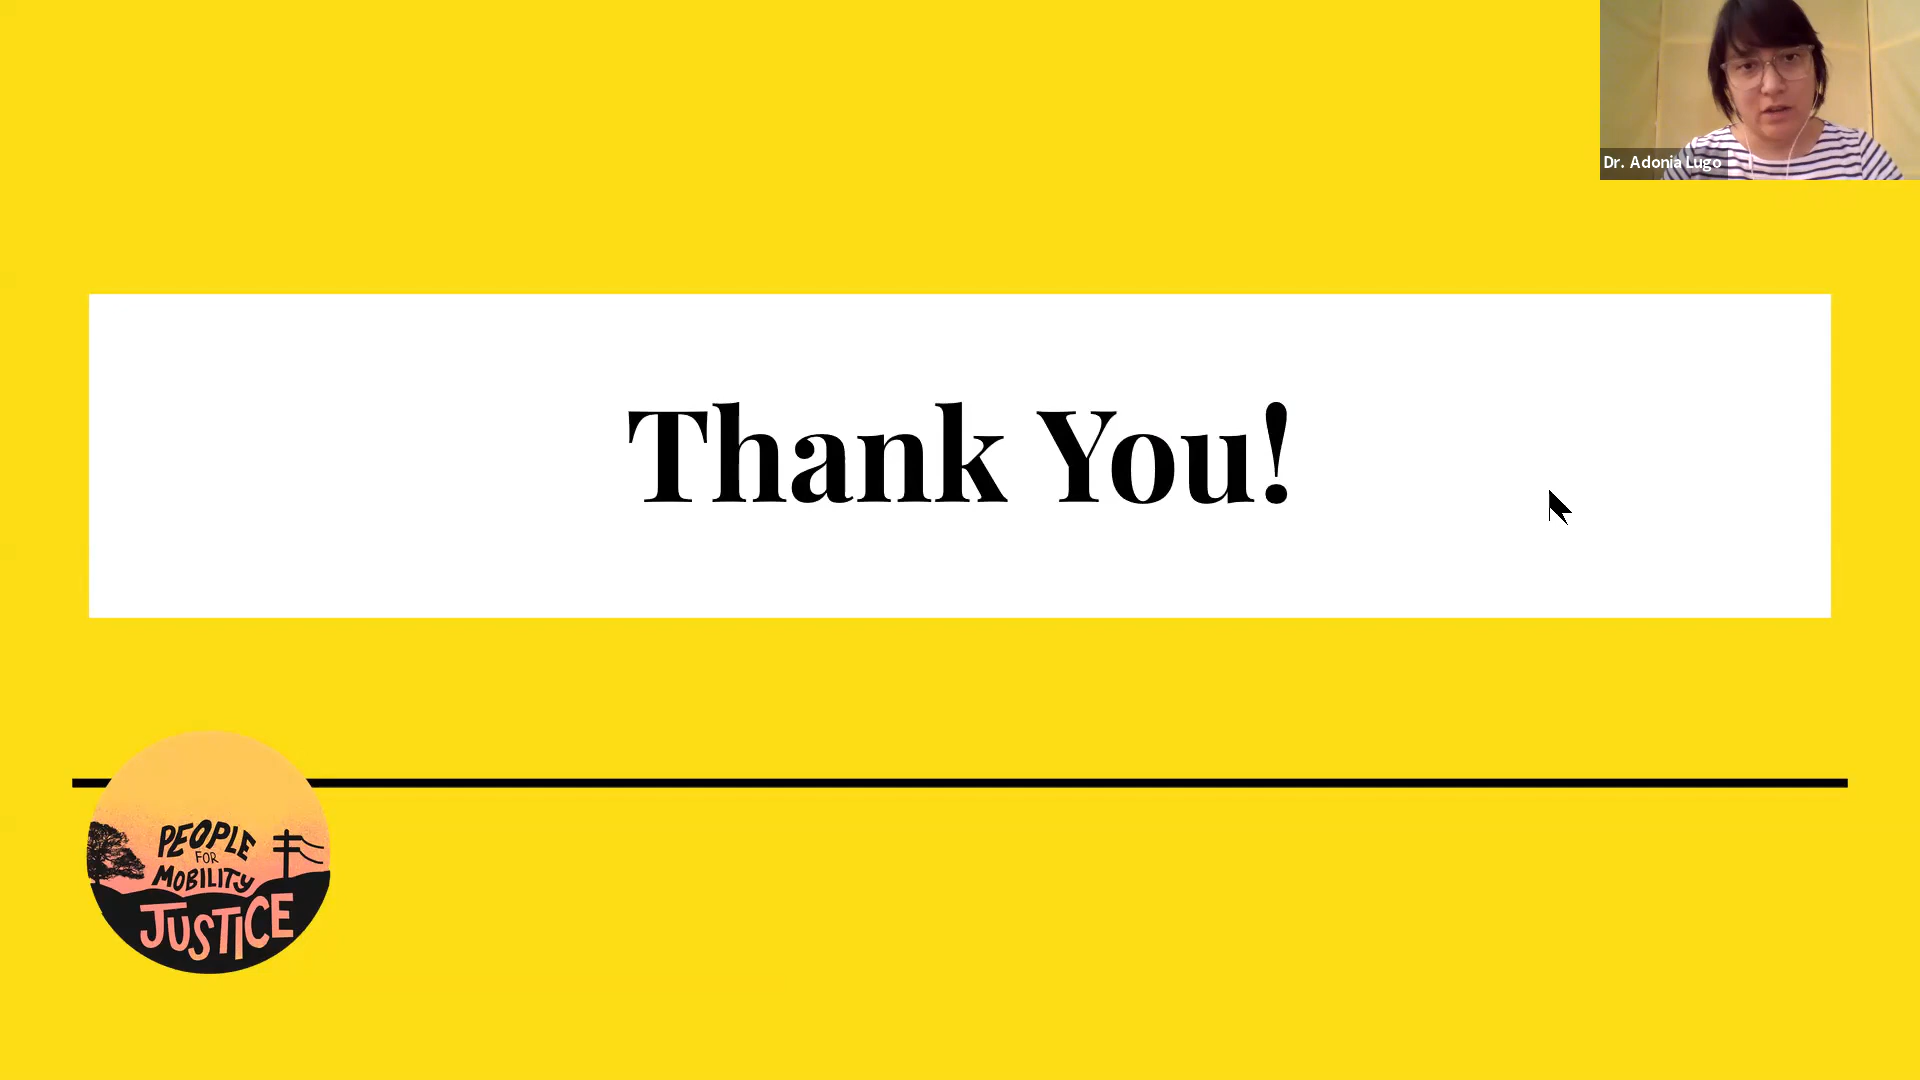 Dr. Adonia Lugo
Thank You!
PEOPLE
FOR
MOBILITY
JUSTICE